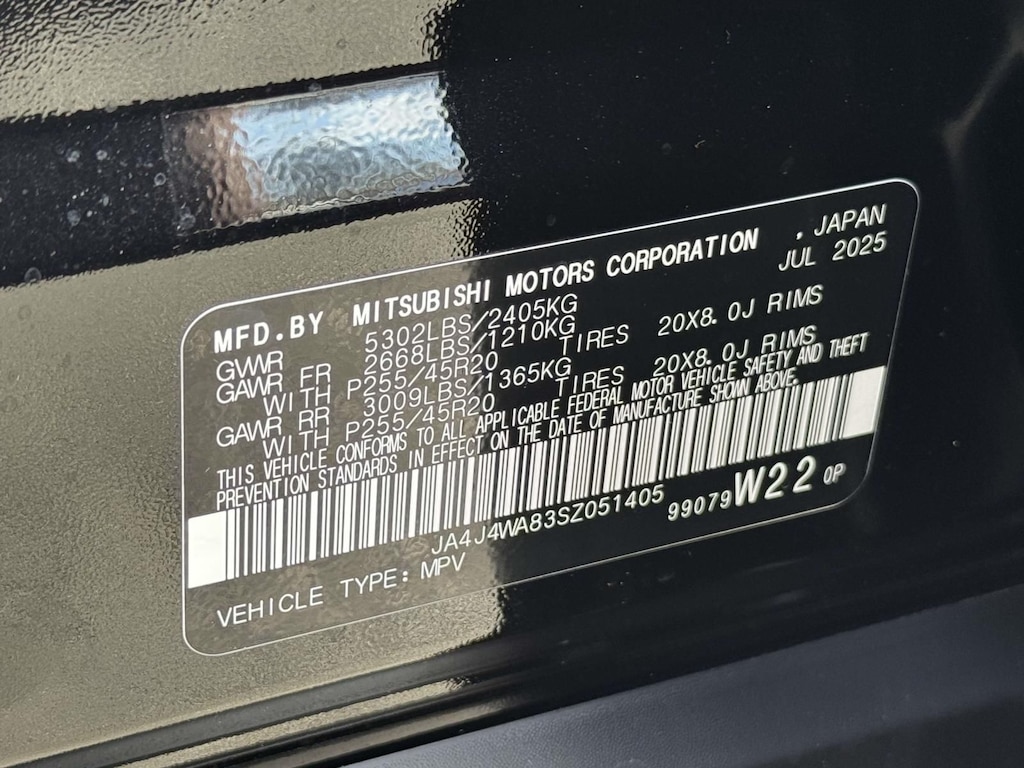 MFD.BY MITSUBISHI MOTORS CORPORATION , JAPAN
JUL 2025
GVWR 5302LBS/2405KG
GAWR FR 2668LBS/1210KG
WITH P255/45R20 TIRES 20X8.0J RIMS
GAWR RR 3009LBS/1365KG
WITH P255/45R20 TIRES 20X8.0J RIMS
THIS VEHICLE CONFORMS TO ALL APPLICABLE FEDERAL MOTOR VEHICLE SAFETY AND THEFT
PREVENTION STANDARDS IN EFFECT ON THE DATE OF MANUFACTURE SHOWN ABOVE.
JA4J4WA83SZ051405 99079 W22 OP
VEHICLE TYPE: MPV